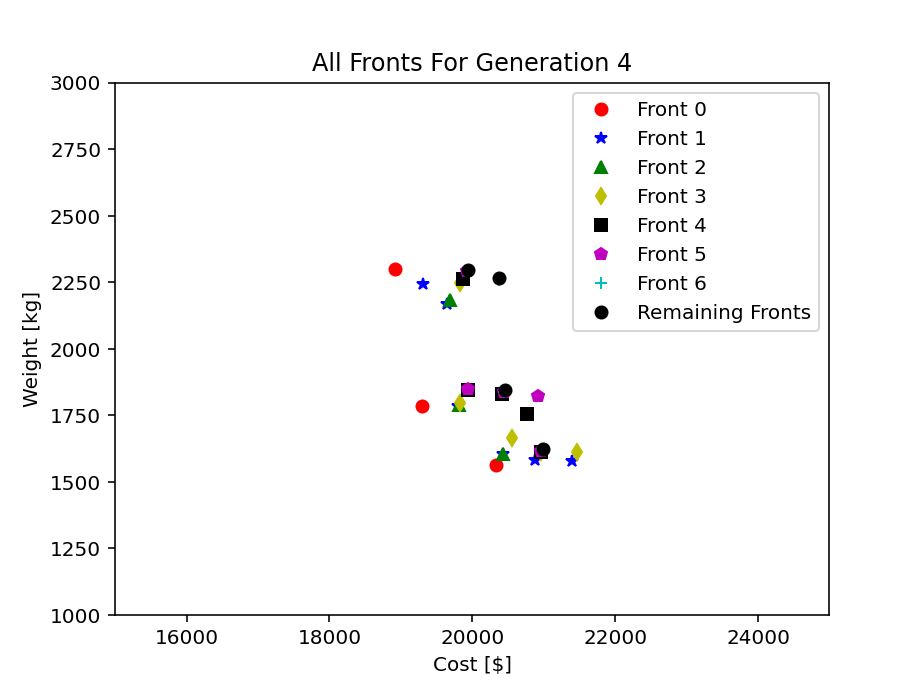 All Fronts For Generation 4
3000
2750
2500
2250
2000
1750
1500
1250
1000
Weight [kg]
Front 0
Front 1
Front 2
Front 3
Front 4
Front 5
Front 6
Remaining Fronts
16000 18000 20000 22000 24000
Cost [$]